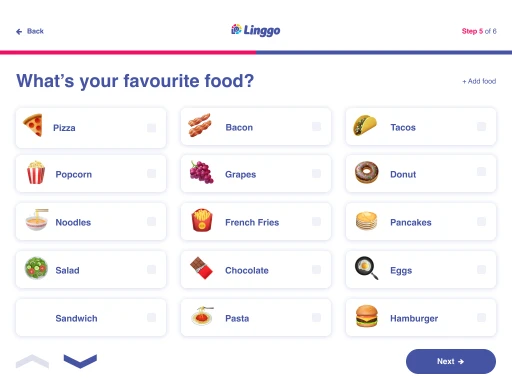 Back
Linggo
Step 5 of 6
What's your favourite food?
+ Add food
Pizza
Bacon
Tacos
Popcorn
Grapes
Donut
Noodles
French Fries
Pancakes
Salad
Chocolate
Eggs
Sandwich
Pasta
Hamburger
Next